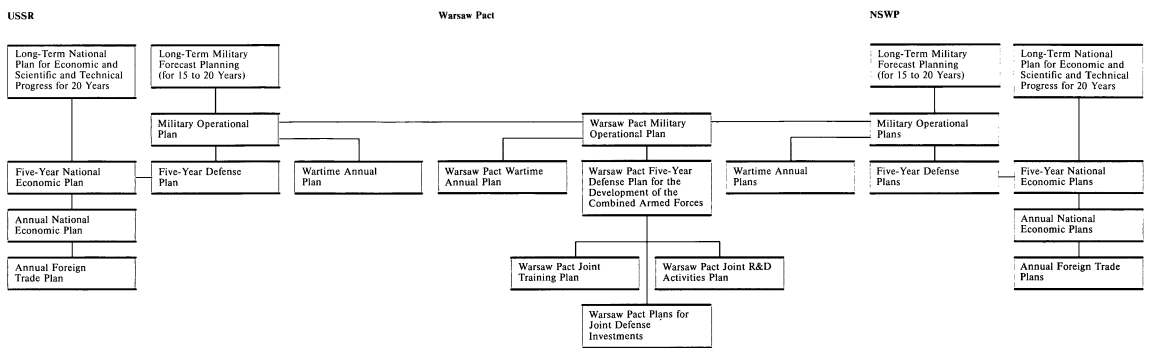 USSR
Warsaw Pact
NSWP
Long-Term National
Plan for Economic and
Scientific and Technical
Progress for 20 Years
Long-Term Military
Forecast Planning
(for 15 to 20 Years)
Long-Term Military
Forecast Planning
(for 15 to 20 Years)
Long-Term National
Plan for Economic and
Scientific and Technical
Progress for 20 Years
Military Operational
Plan
Warsaw Pact Military
Operational Plan
Military Operational
Plans
Five-Year National
Economic Plan
Five-Year Defense
Plan
Wartime Annual
Plan
Warsaw Pact Wartime
Annual Plan
Warsaw Pact Five-Year
Defense Plan for the
Development of the
Combined Armed Forces
Wartime Annual
Plans
Five-Year Defense
Plans
Five-Year National
Economic Plans
Annual National
Economic Plan
Annual National
Economic Plans
Annual Foreign
Trade Plan
Warsaw Pact Joint
Training Plan
Warsaw Pact Joint R&D
Activities Plan
Annual Foreign Trade
Plans
Warsaw Pact Plans for
Joint Defense
Investments